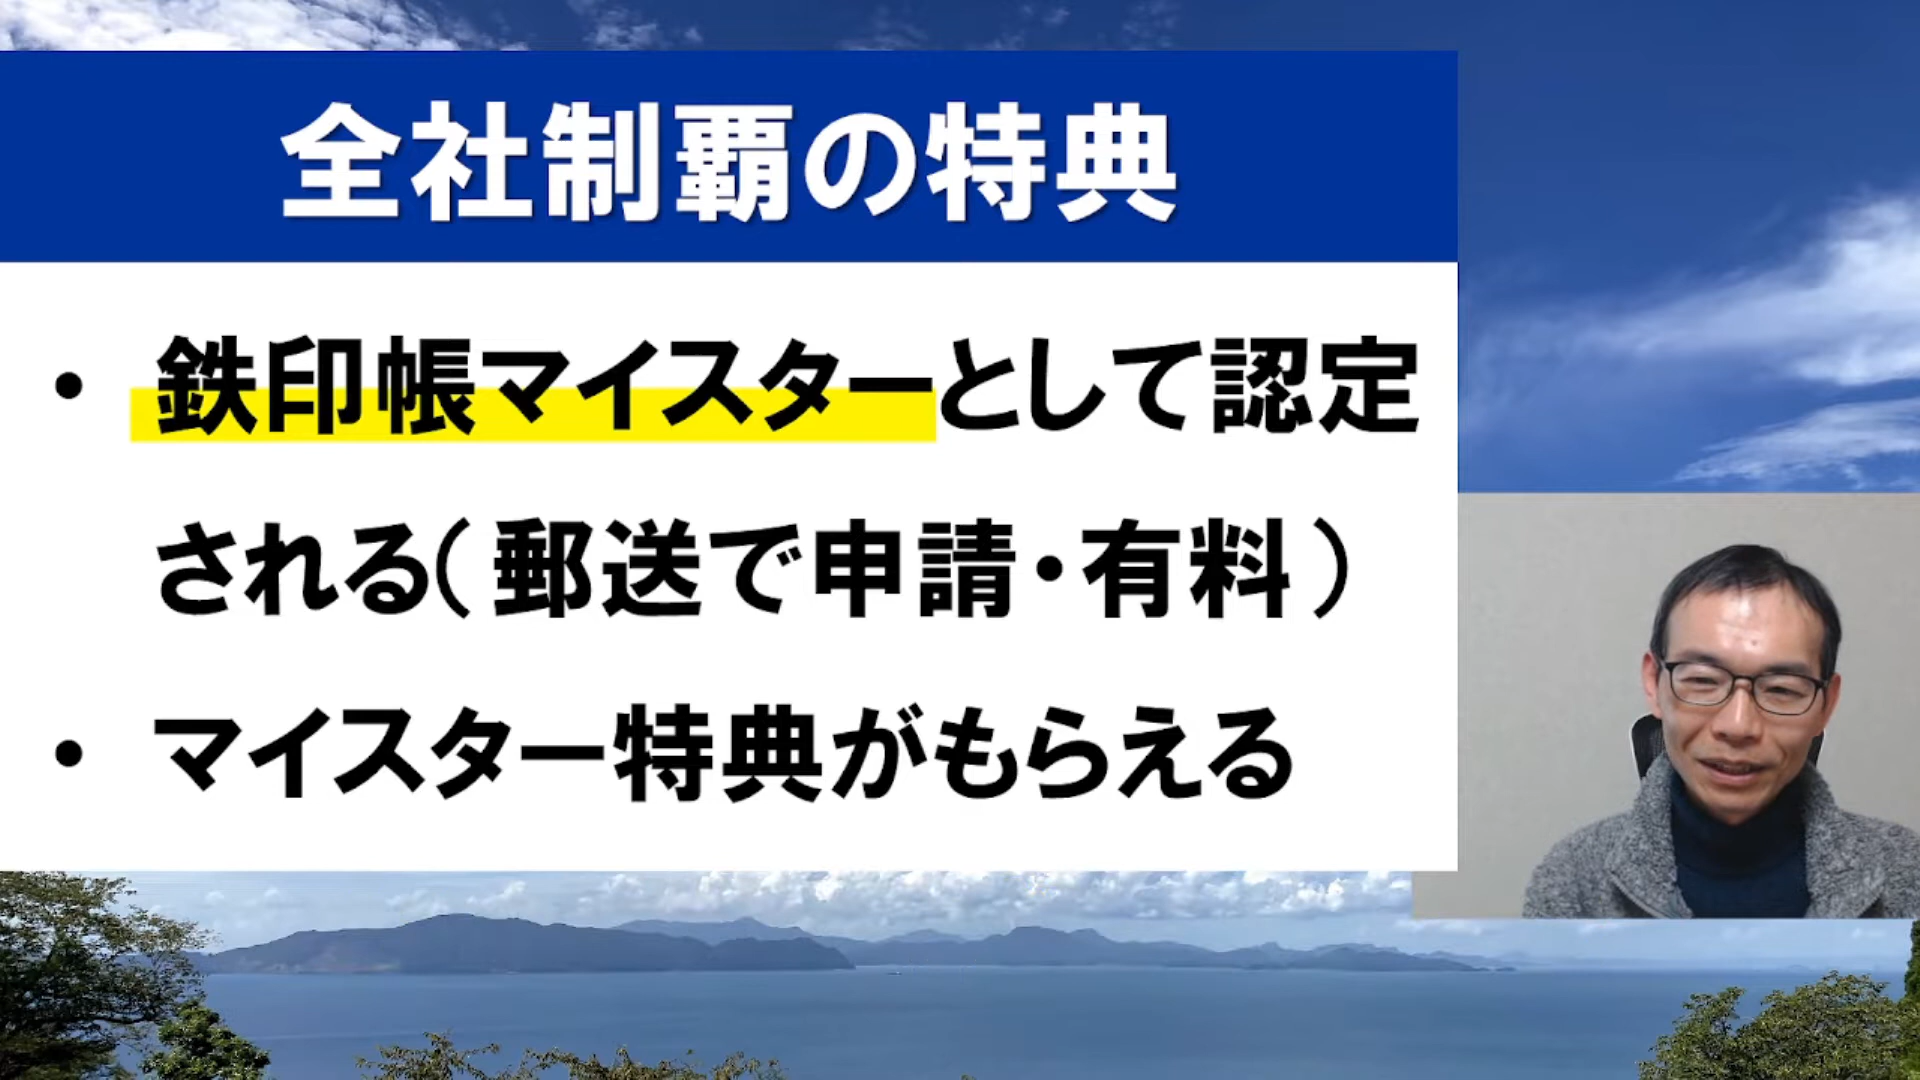 全社制覇の特典
・ 鉄印帳マイスターとして認定
される(郵送で申請・有料)
・ マイスター特典がもらえる